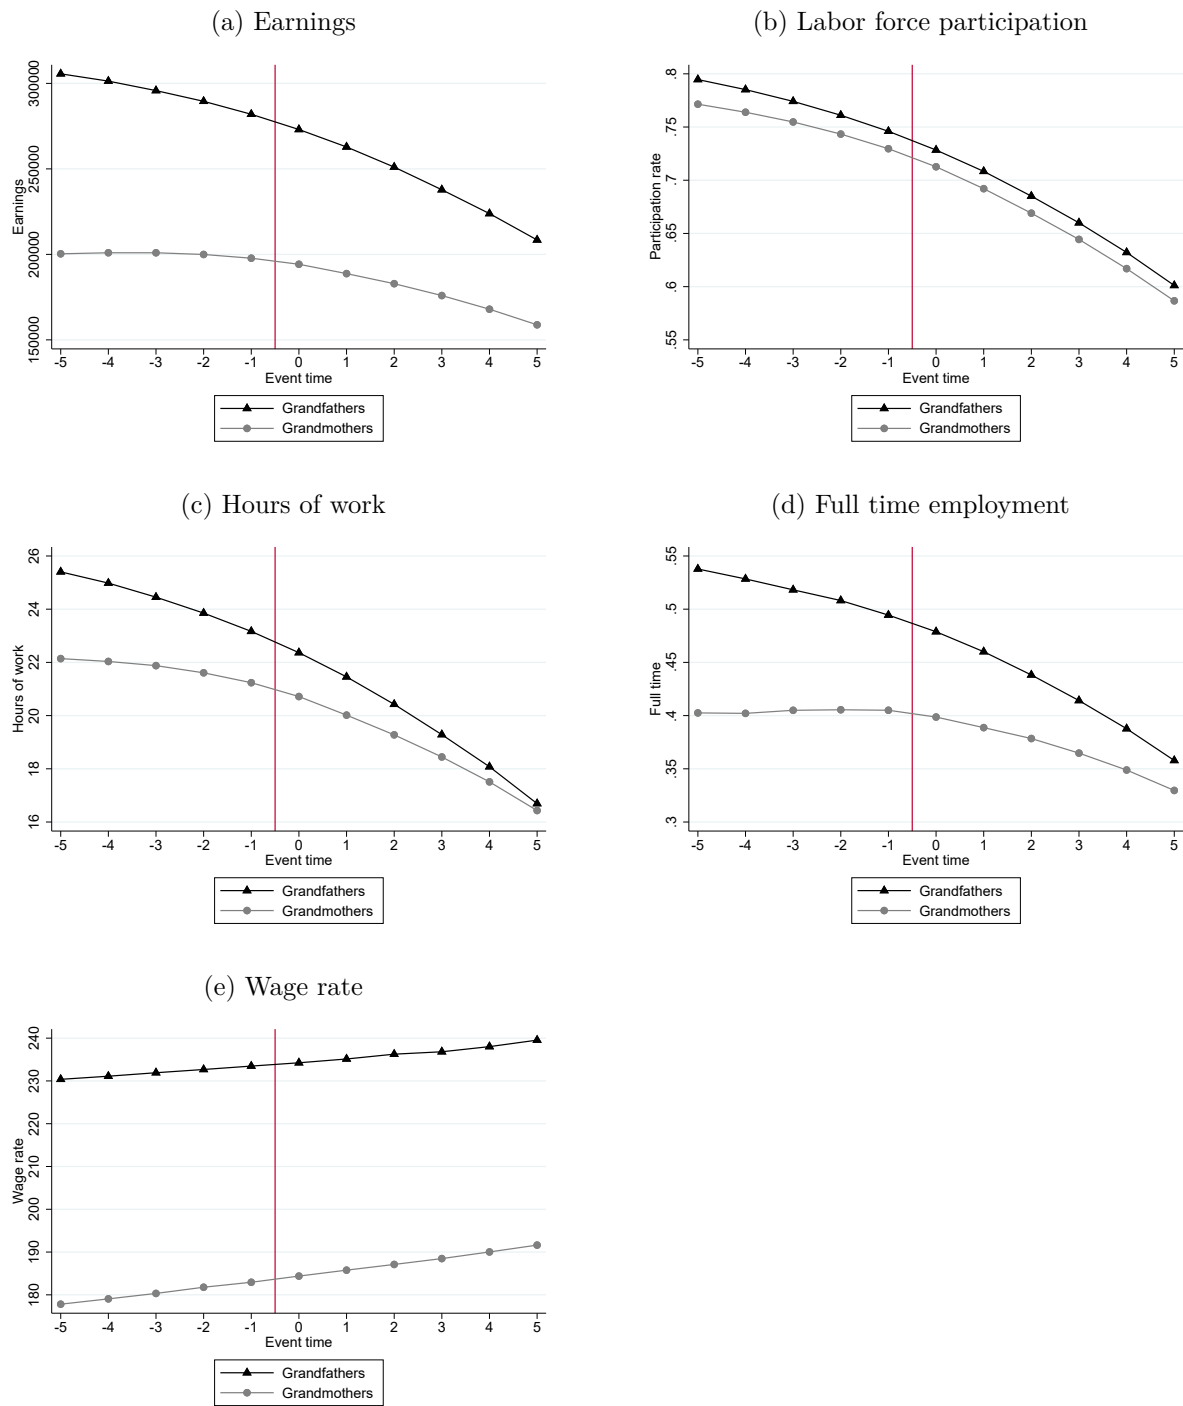 (a) Earnings
300000
250000
200000
150000
Earnings
-5 -4 -3 -2 -1 0 1 2 3 4 5
Event time
Grandfathers
Grandmothers
(b) Labor force participation
.8
.75
.7
.65
.6
.55
Participation rate
-5 -4 -3 -2 -1 0 1 2 3 4 5
Event time
Grandfathers
Grandmothers
(c) Hours of work
26
24
22
20
18
16
Hours of work
-5 -4 -3 -2 -1 0 1 2 3 4 5
Event time
Grandfathers
Grandmothers
(d) Full time employment
.55
.5
.45
.4
.35
.3
Full time
-5 -4 -3 -2 -1 0 1 2 3 4 5
Event time
Grandfathers
Grandmothers
(e) Wage rate
240
230
220
210
200
190
180
Wage rate
-5 -4 -3 -2 -1 0 1 2 3 4 5
Event time
Grandfathers
Grandmothers